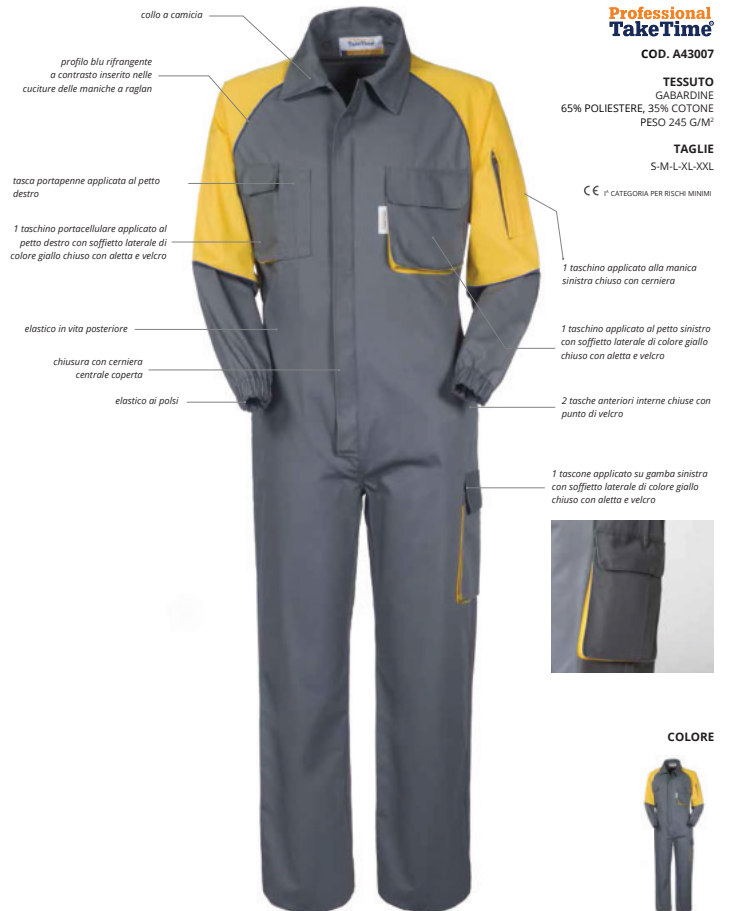 collo a camicia
profilo blu rifrangente
a contrasto inserito nelle
cuciture delle maniche a raglan
tasca portapenne applicata al petto
destro
1 taschino portacellulare applicato al
petto destro con soffietto laterale di
colore giallo chiuso con aletta e velcro
elastico in vita posteriore
chiusura con cerniera
centrale coperta
elastico ai polsi
TakeTime
Professional
TakeTime®
COD. A43007
TESSUTO
GABARDINE
65% POLIESTERE, 35% COTONE
PESO 245 G/M²
TAGLIE
S-M-L-XL-XXL
CE 1ᴬ CATEGORIA PER RISCHI MINIMI
1 taschino applicato alla manica
sinistra chiuso con cerniera
1 taschino applicato al petto sinistro
con soffietto laterale di colore giallo
chiuso con aletta e velcro
2 tasche anteriori interne chiuse con
punto di velcro
1 tascone applicato su gamba sinistra
con soffietto laterale di colore giallo
chiuso con aletta e velcro
COLORE